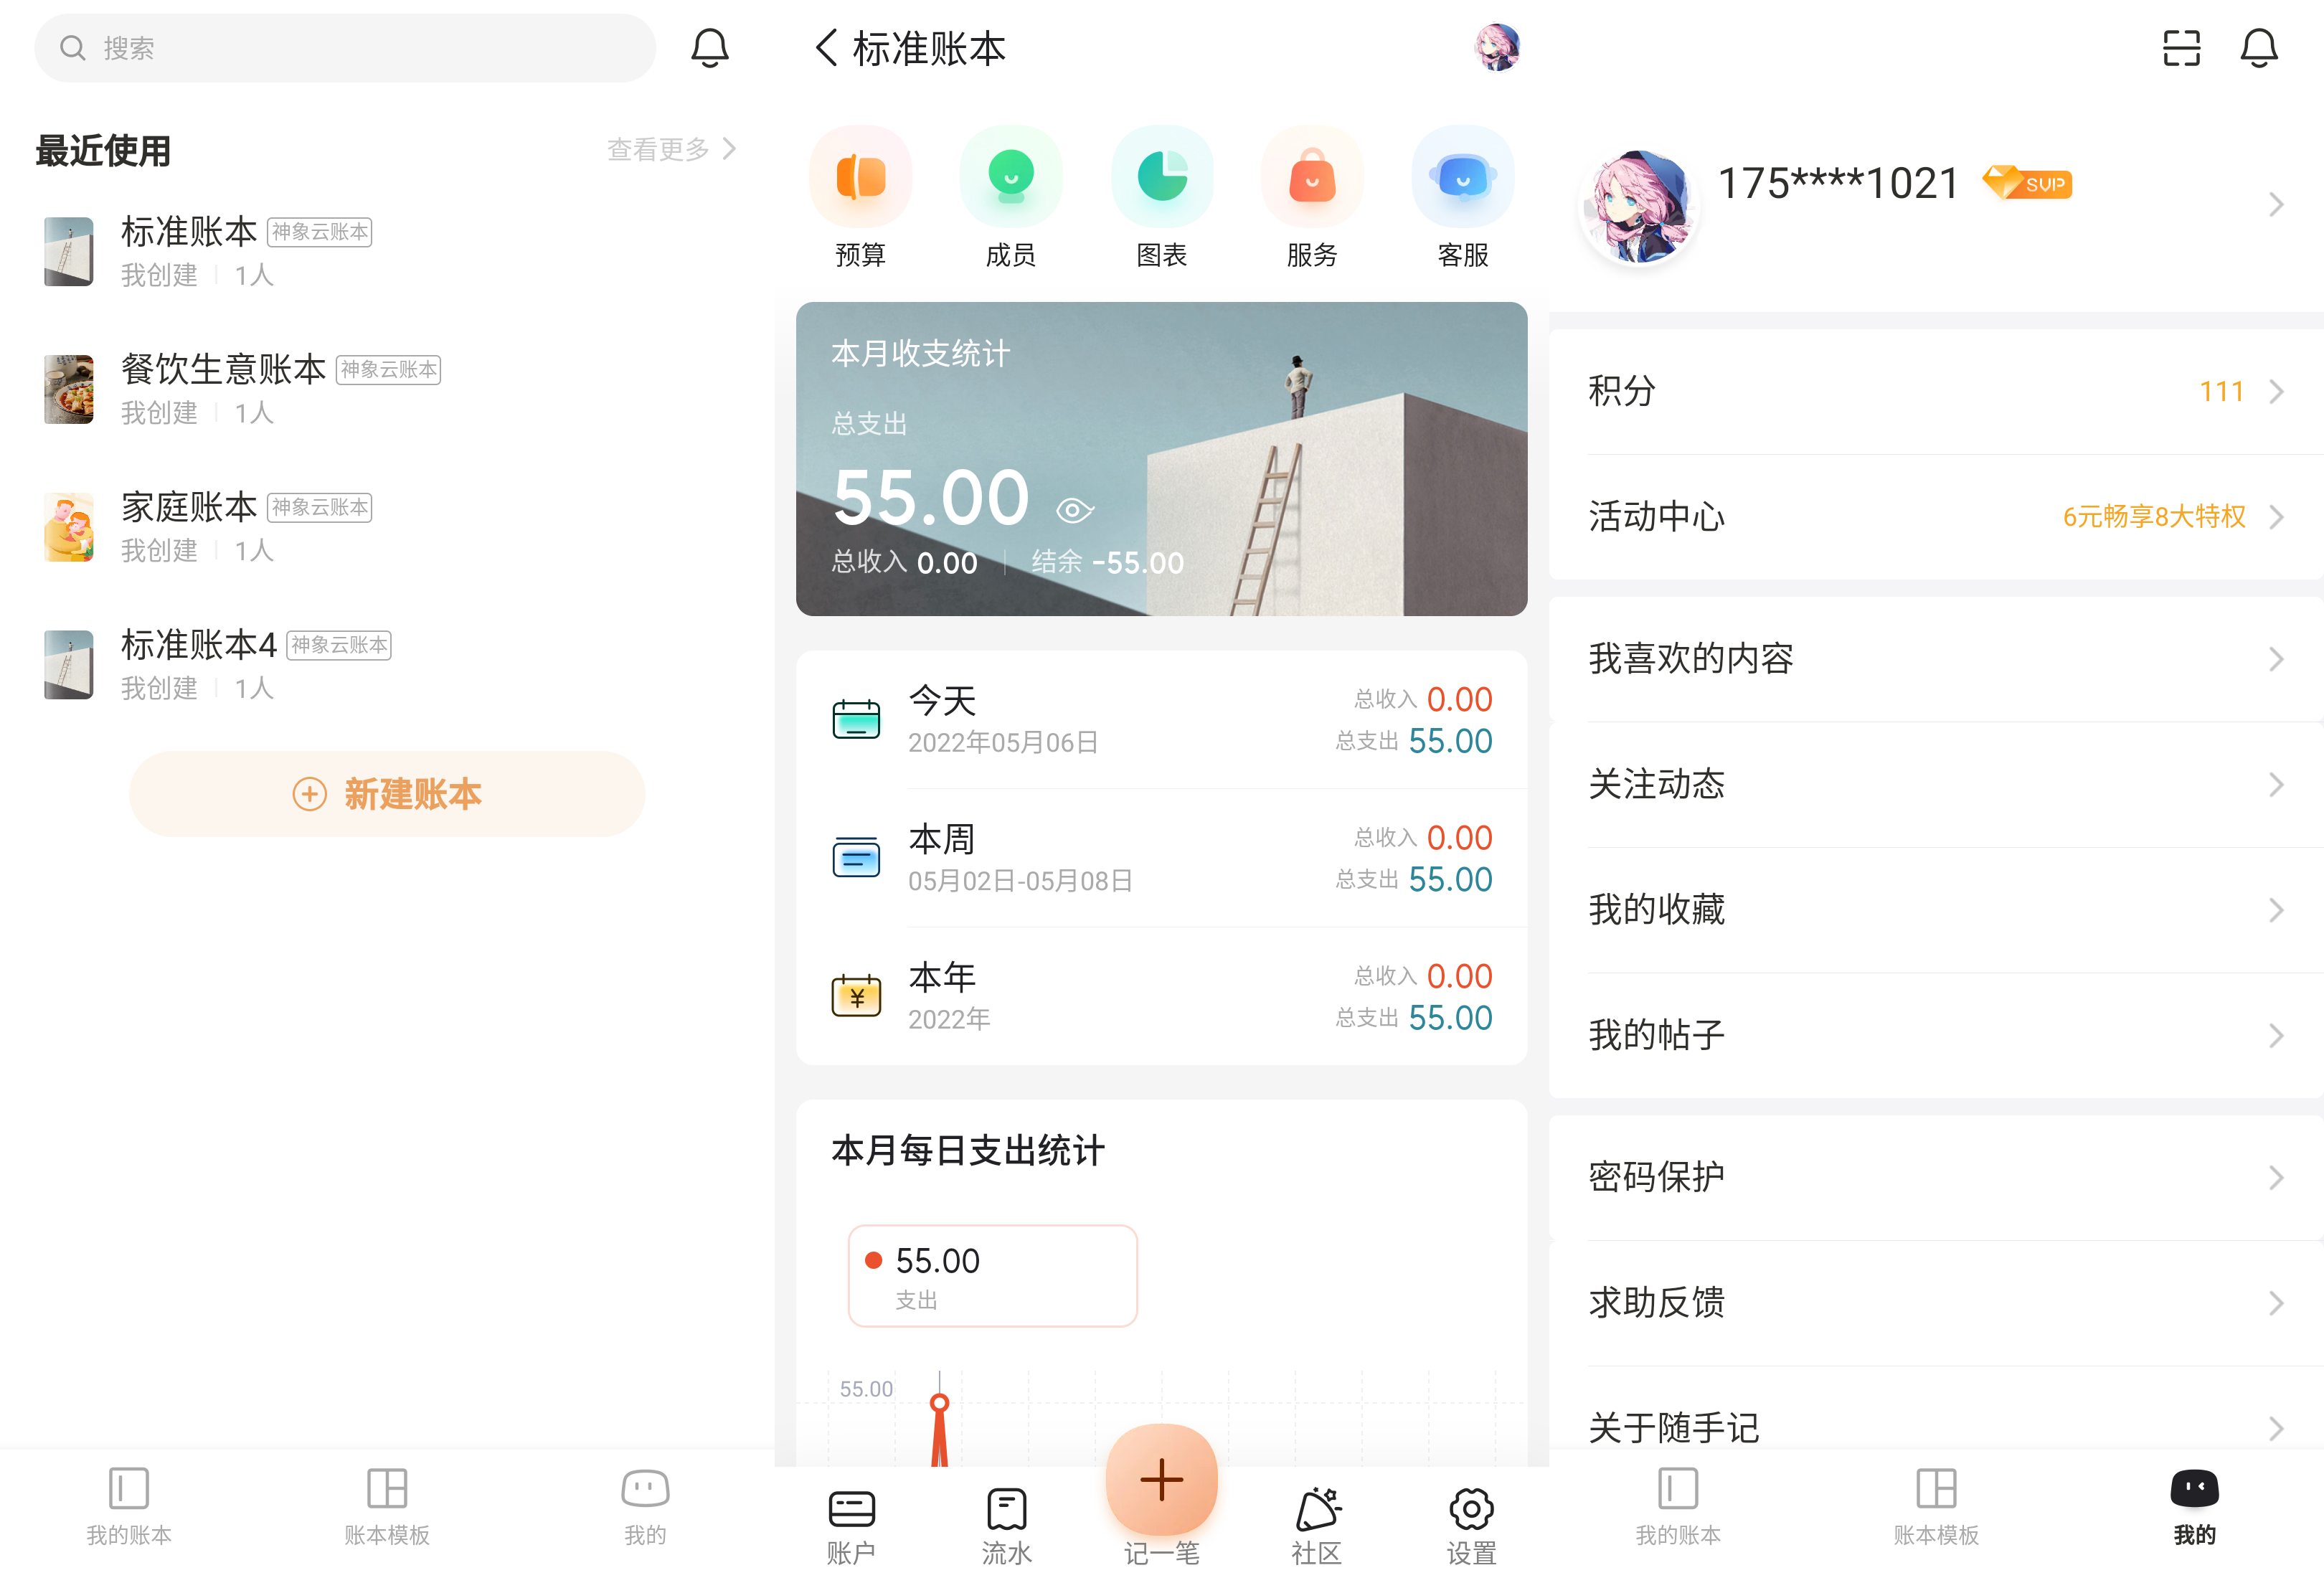 搜索
最近使用
查看更多
标准账本 神象云账本
我创建 1人
餐饮生意账本 神象云账本
我创建 1人
家庭账本 神象云账本
我创建 1人
标准账本4 神象云账本
我创建 1人
新建账本
我的账本 账本模板 我的
标准账本
预算 成员 图表 服务 客服
本月收支统计
总支出
55.00
总收入 0.00 结余 -55.00
今天 总收入 0.00
2022年05月06日 总支出 55.00
本周 总收入 0.00
05月02日-05月08日 总支出 55.00
本年 总收入 0.00
2022年 总支出 55.00
本月每日支出统计
55.00
支出
55.00
账户 流水 记一笔 社区 设置
175****1021 SVIP
积分 111
活动中心 6元畅享8大特权
我喜欢的内容
关注动态
我的收藏
我的帖子
密码保护
求助反馈
关于随手记
我的账本 账本模板 我的